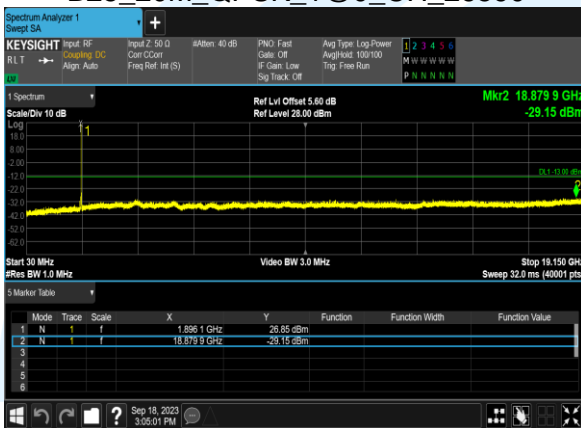 Spectrum Analyzer 1
Swept SA
+
KEYSIGHT Input: RF Input Z: 50 Ω #Atten: 40 dB PNO: Fast Avg Type: Log-Power 1 2 3 4 5 6
RLT Coupling: DC Corr CCorr Gate: Off Avg|Hold: 100/100 M W W W W W
Align: Auto Freq Ref: Int (S) IF Gain: Low Trig: Free Run P N N N N N
Sig Track: Off
LV
1 Spectrum Ref Lvl Offset 5.60 dB Mkr2 18.879 9 GHz
Scale/Div 10 dB Ref Level 28.00 dBm -29.15 dBm
Log
1
18.0
8.00
-2.00
DL1 -13.00 dBm
-12.0
-22.0
-32.0
-42.0
-52.0
-62.0
Start 30 MHz Video BW 3.0 MHz Stop 19.150 GHz
#Res BW 1.0 MHz Sweep 32.0 ms (40001 pts)
5 Marker Table
Mode Trace Scale X Y Function Function Width Function Value
1 N 1 f 1.896 1 GHz 26.85 dBm
2 N 1 f 18.879 9 GHz -29.15 dBm
3
4
5
6
? Sep 18, 2023
3:05:01 PM